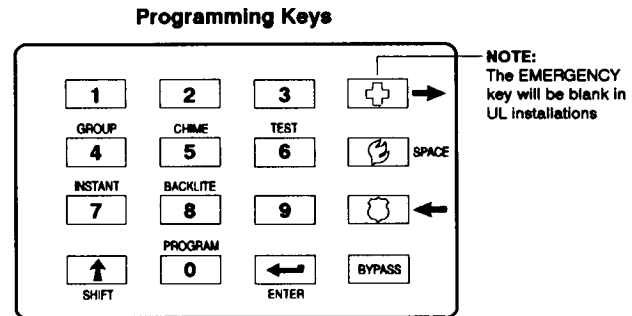 Programming Keys
NOTE:
The EMERGENCY
key will be blank in
UL installations
1 2 3
GROUP CHIME TEST
4 5 6 SPACE
INSTANT BACKLITE
7 8 9
PROGRAM
0 BYPASS
SHIFT ENTER